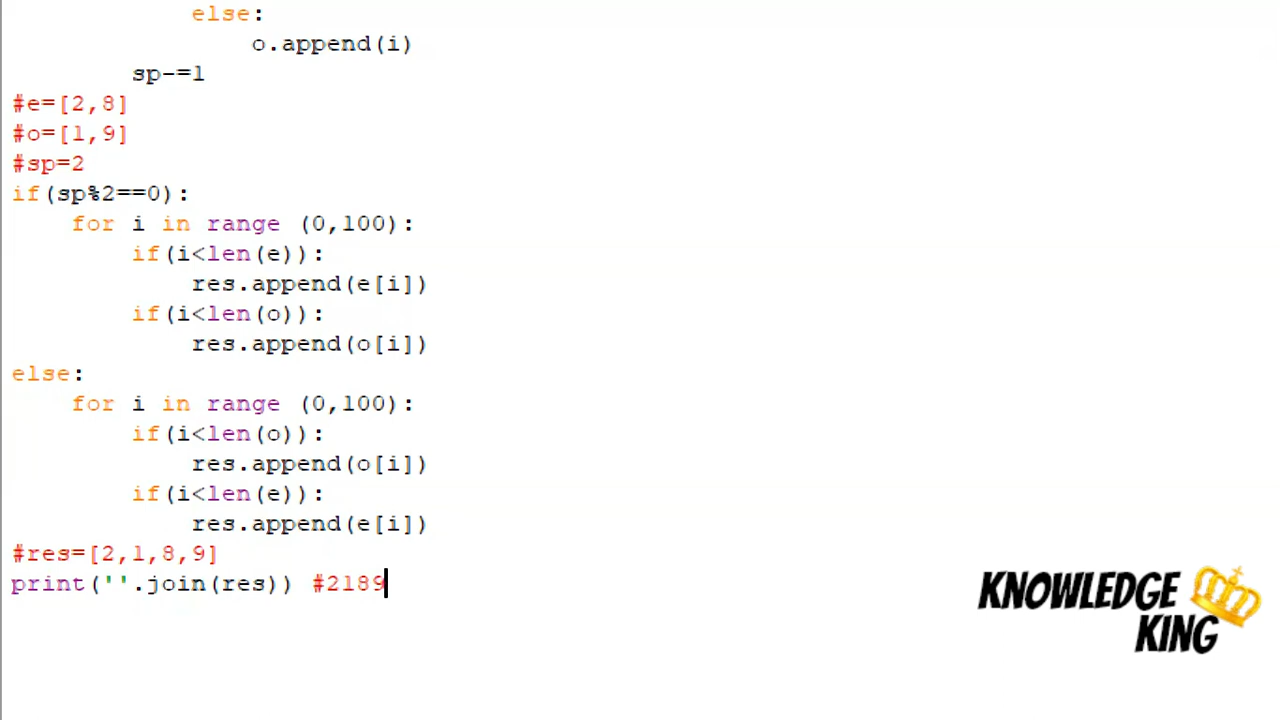 else:
o.append(i)
sp-=1
#e=[2,8]
#o=[1,9]
#sp=2
if(sp%2==0):
for i in range (0,100):
if(i<len(e)):
res.append(e[i])
if(i<len(o)):
res.append(o[i])
else:
for i in range (0,100):
if(i<len(o)):
res.append(o[i])
if(i<len(e)):
res.append(e[i])
#res=[2,1,8,9]
print(''.join(res)) #2189
KNOWLEDGE
KING